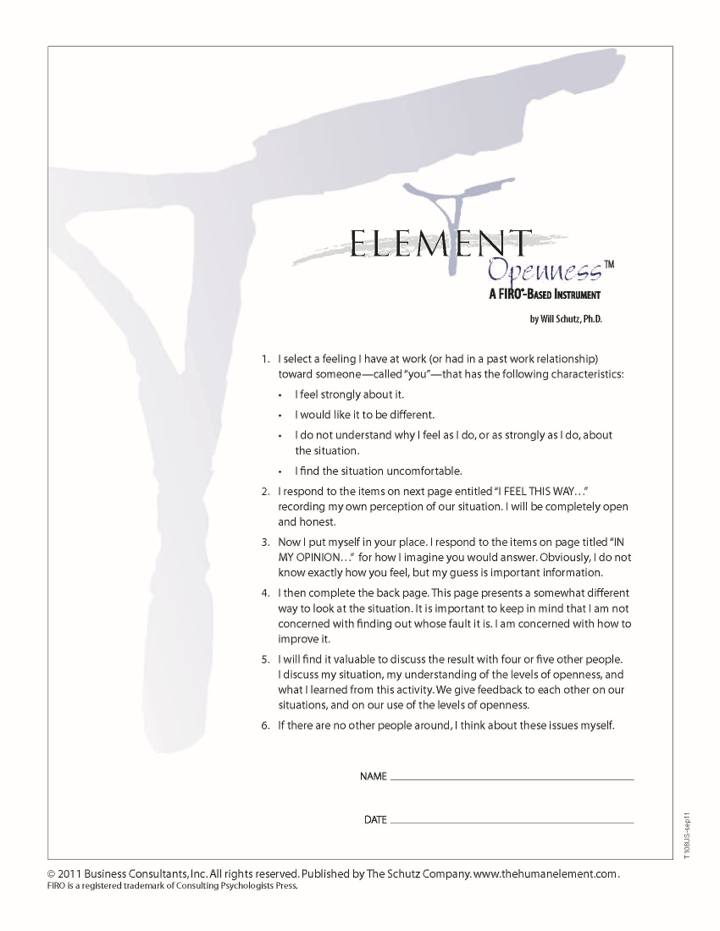 ELEMENT
Openness™
A FIRO®-BASED INSTRUMENT
by Will Schutz, Ph.D.
1. I select a feeling I have at work (or had in a past work relationship)
toward someone—called "you"—that has the following characteristics:
• I feel strongly about it.
• I would like it to be different.
• I do not understand why I feel as I do, or as strongly as I do, about
the situation.
• I find the situation uncomfortable.
2. I respond to the items on next page entitled "I FEEL THIS WAY…"
recording my own perception of our situation. I will be completely open
and honest.
3. Now I put myself in your place. I respond to the items on page titled "IN
MY OPINION…" for how I imagine you would answer. Obviously, I do not
know exactly how you feel, but my guess is important information.
4. I then complete the back page. This page presents a somewhat different
way to look at the situation. It is important to keep in mind that I am not
concerned with finding out whose fault it is. I am concerned with how to
improve it.
5. I will find it valuable to discuss the result with four or five other people.
I discuss my situation, my understanding of the levels of openness, and
what I learned from this activity. We give feedback to each other on our
situations, and on our use of the levels of openness.
6. If there are no other people around, I think about these issues myself.
NAME
DATE
T108US-sep11
© 2011 Business Consultants, Inc. All rights reserved. Published by The Schutz Company. www.thehumanelement.com.
FIRO is a registered trademark of Consulting Psychologists Press.